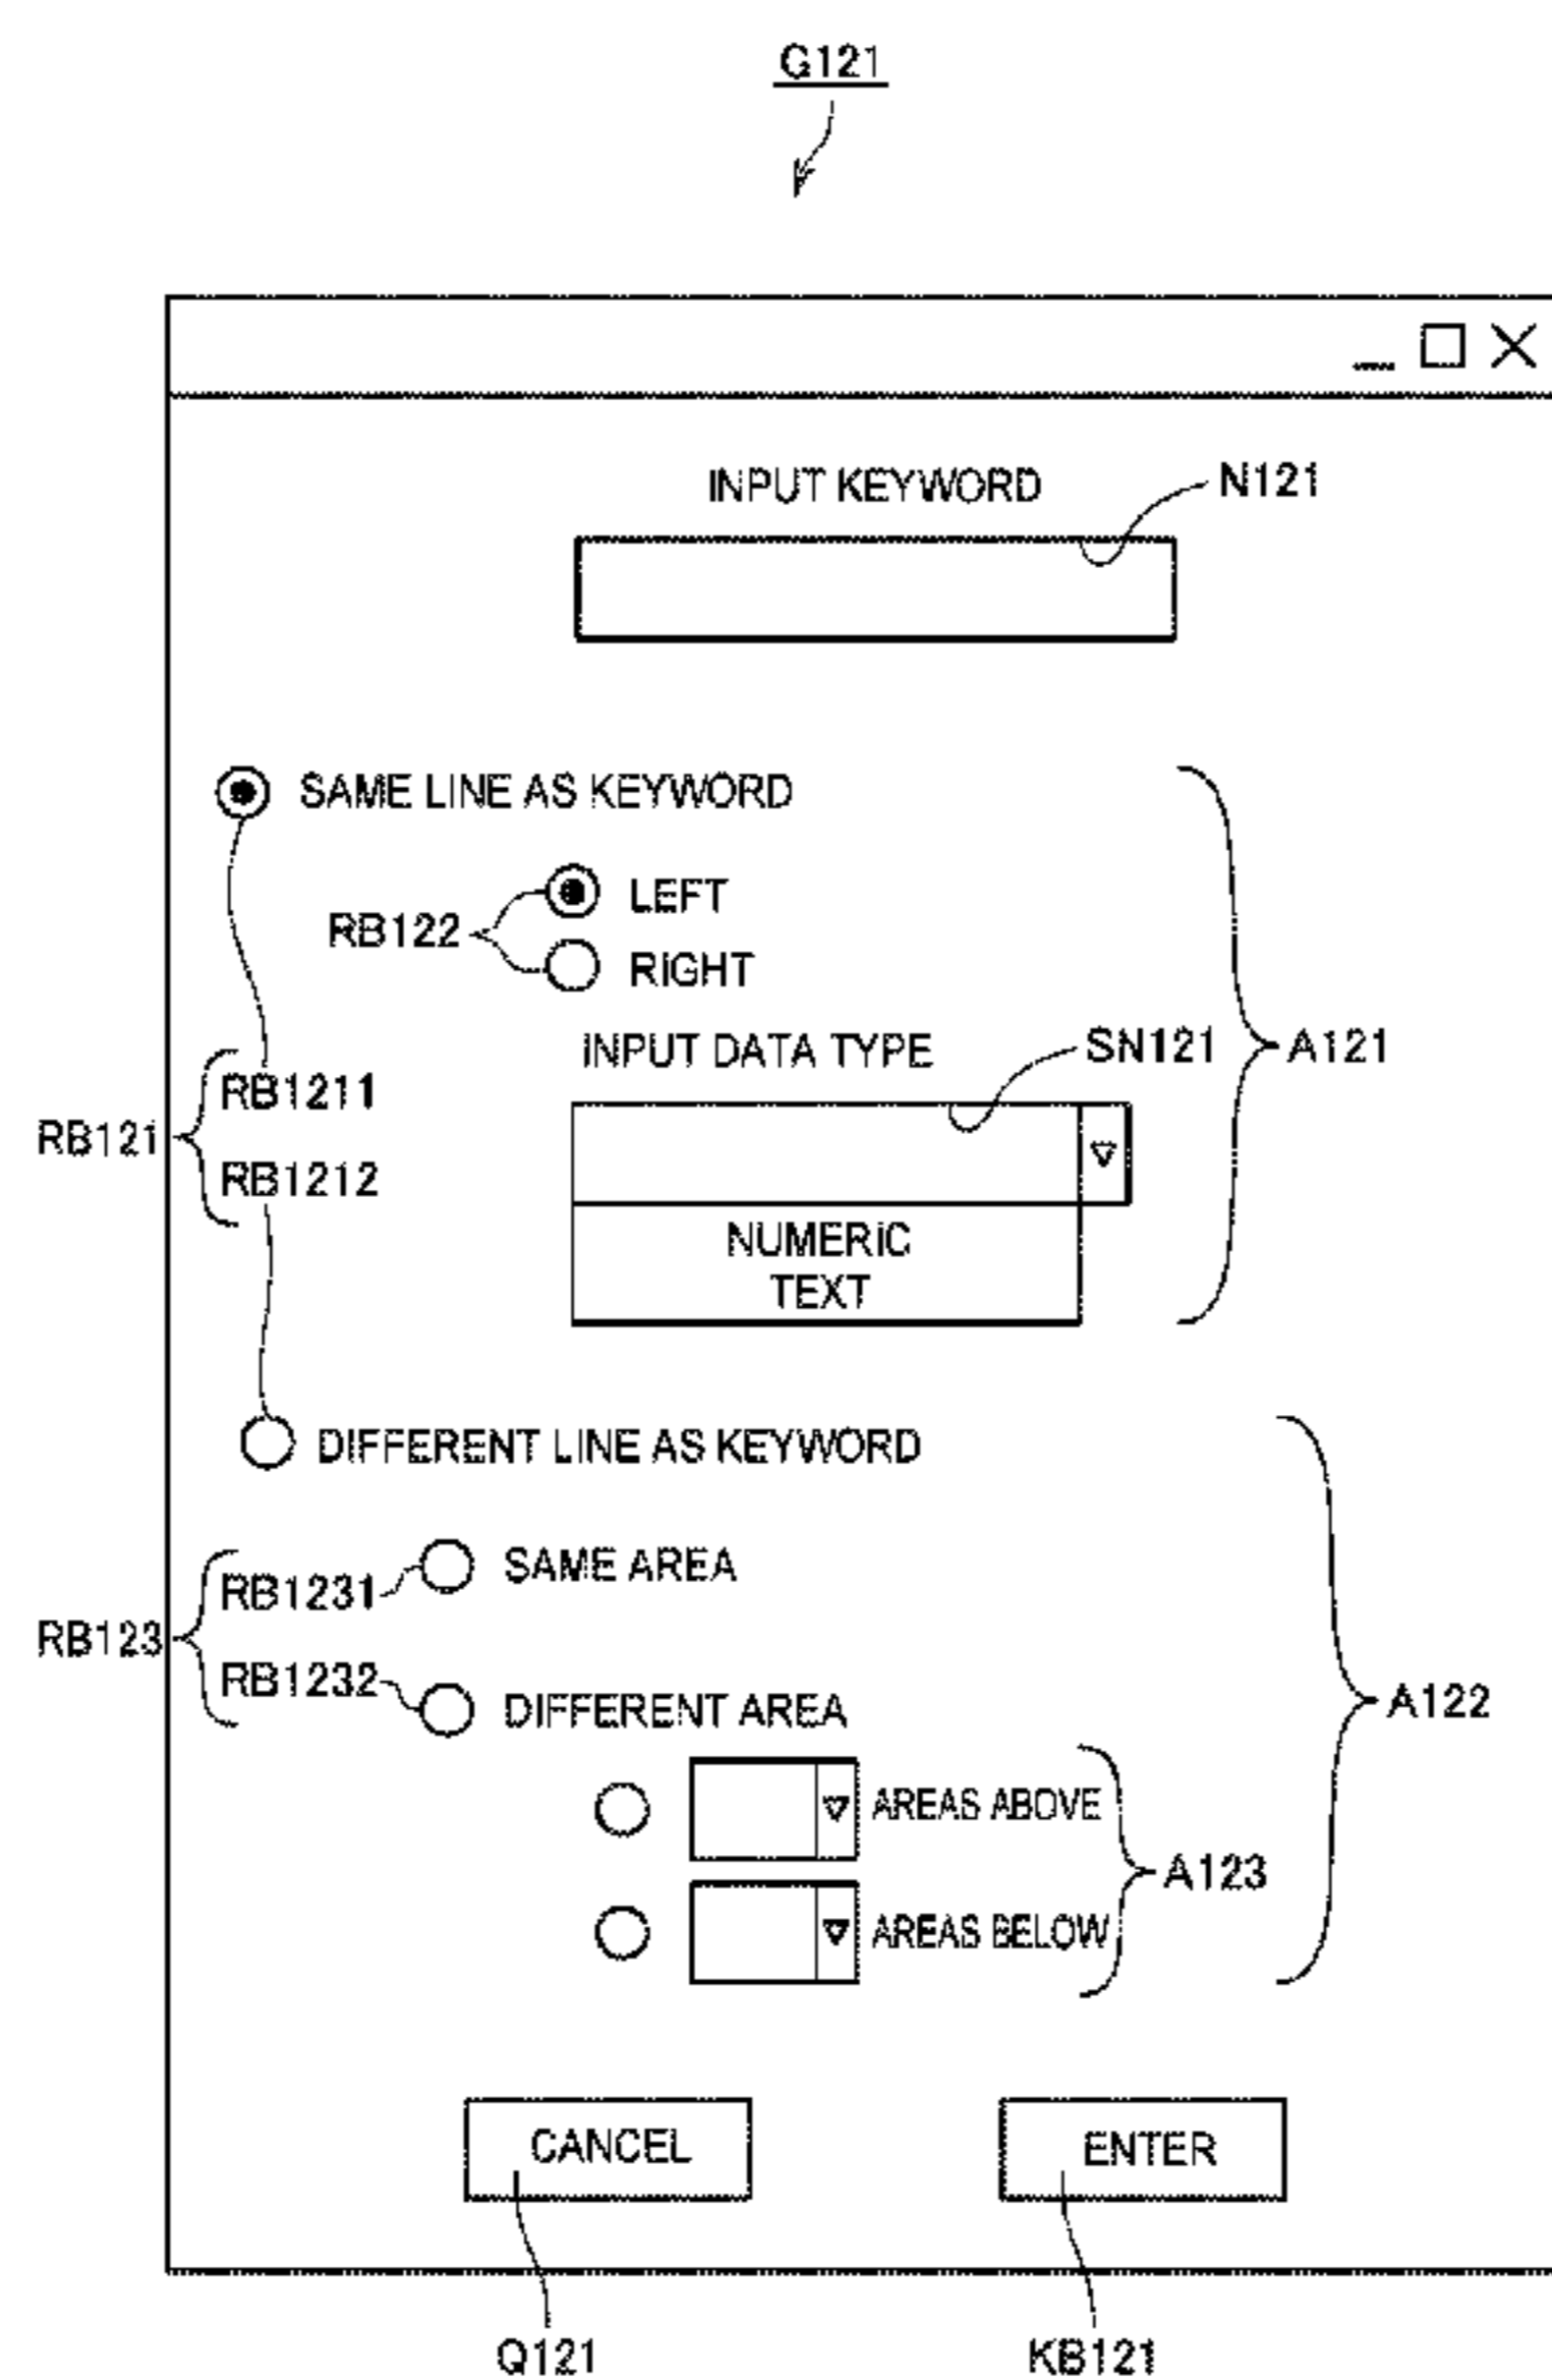 G121
INPUT KEYWORD
N121
SAME LINE AS KEYWORD
LEFT
RB122
RIGHT
INPUT DATA TYPE
SN121
A121
RB1211
RB121
RB1212
NUMERIC
TEXT
DIFFERENT LINE AS KEYWORD
SAME AREA
RB1231
RB123
RB1232
DIFFERENT AREA
A122
AREAS ABOVE
A123
AREAS BELOW
CANCEL
ENTER
Q121
KB121